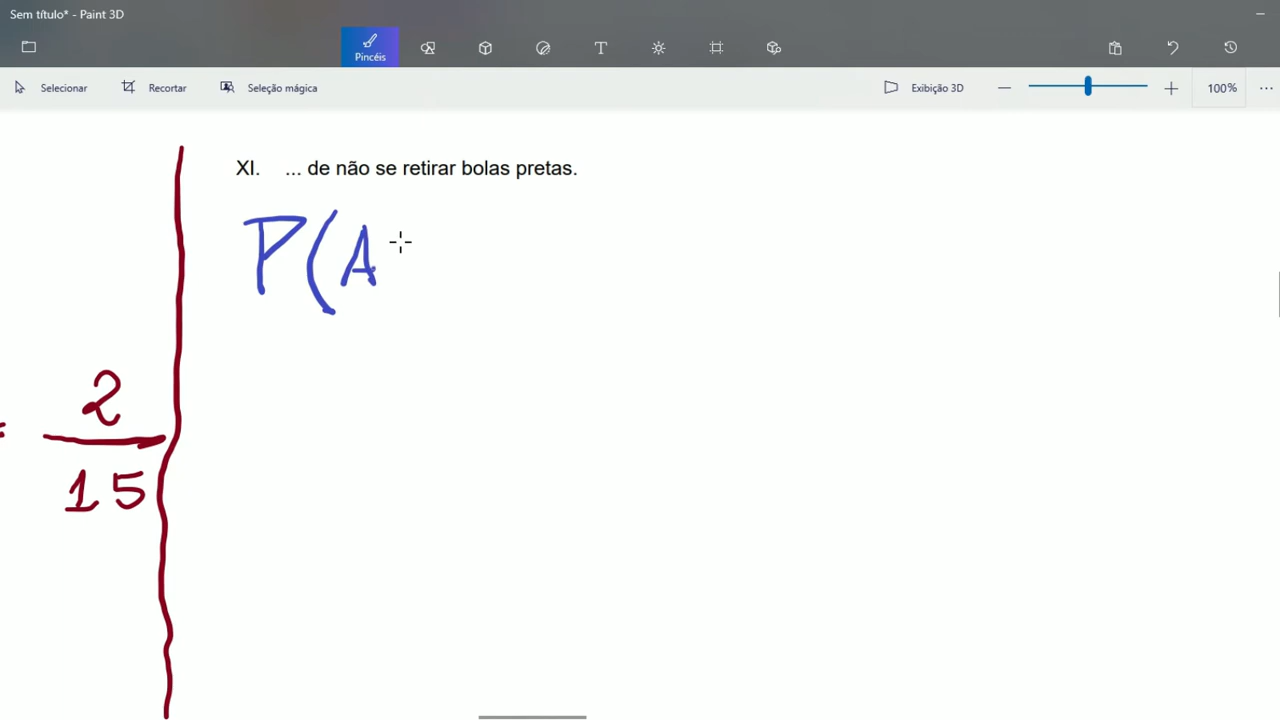 Sem título* - Paint 3D
Pincéis
Selecionar Recortar Seleção mágica Exibição 3D 100%
XI. ... de não se retirar bolas pretas.
P(A
= 2
15